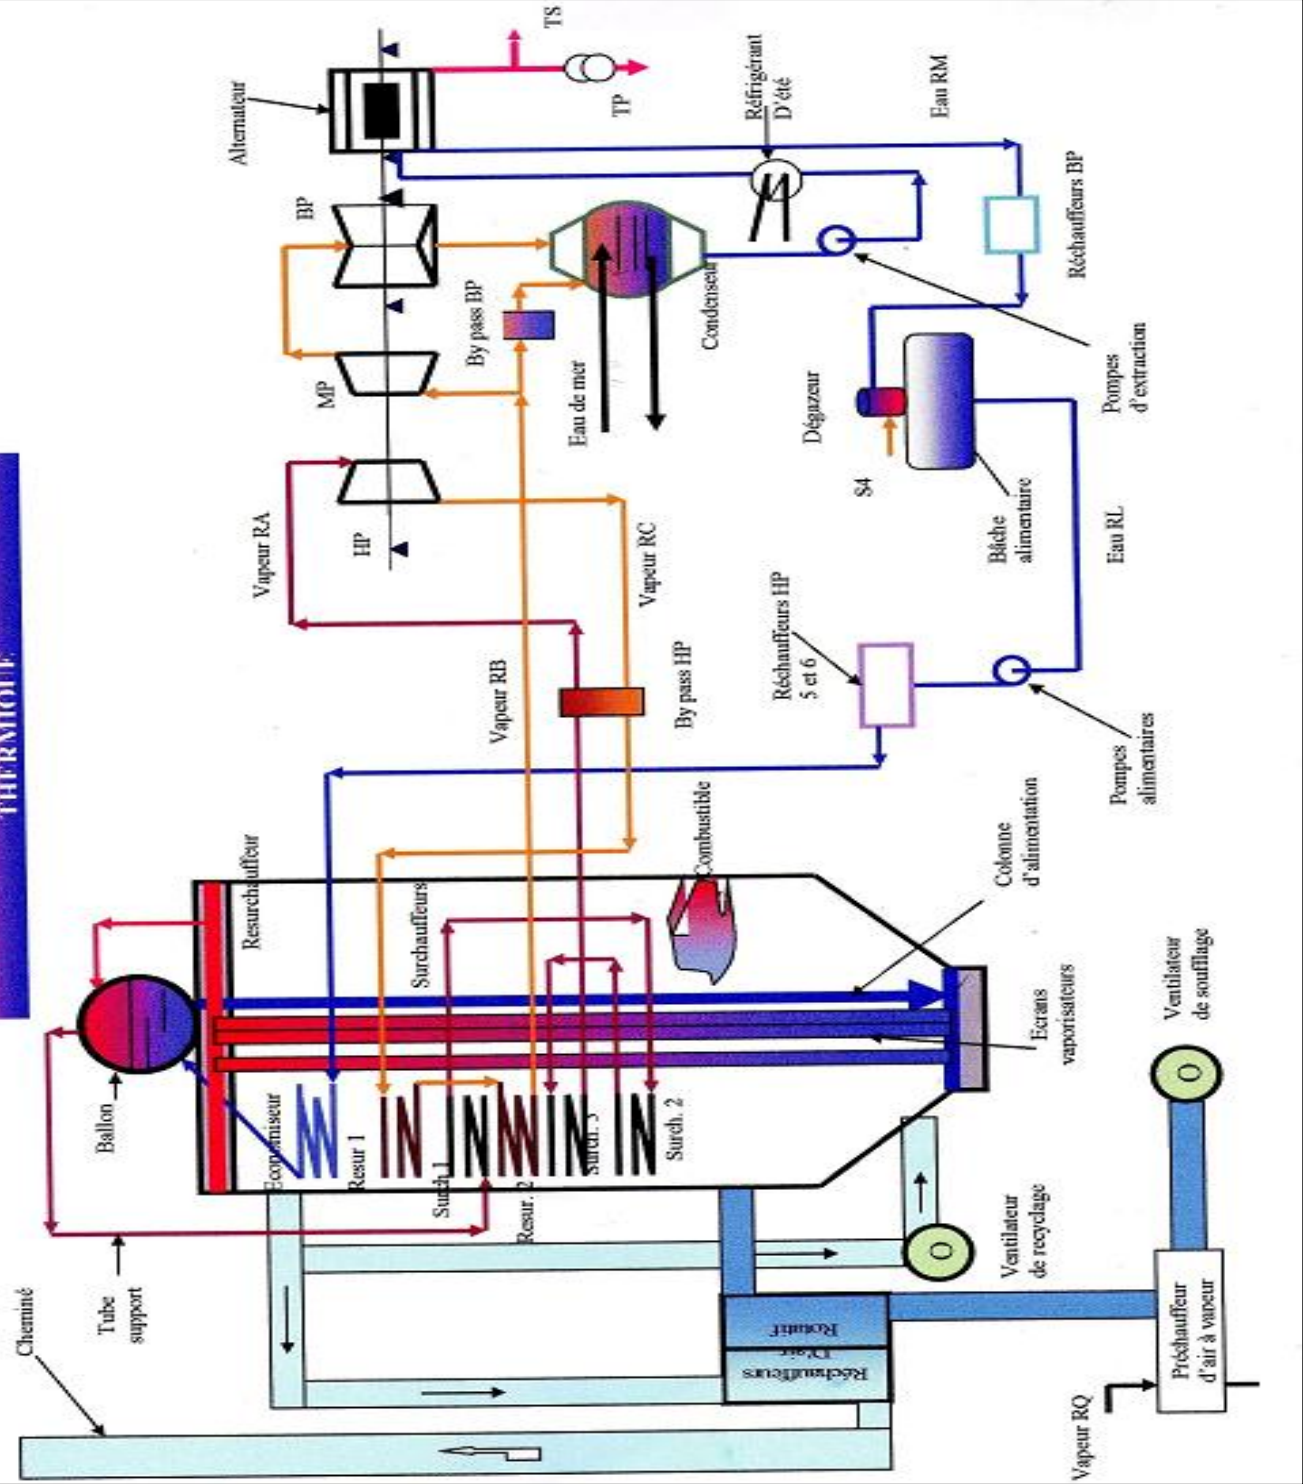 THERMIQUE
Cheminé
Tube
support
Ballon
Resurchauffeur
Vapeur RA
Alternateur
Economiseur
HP
MP
BP
Resur 1
Surchauffeurs
Surch.1
Resur. 2
Vapeur RB
By pass BP
TS
Surch. 3
Eau de mer
TP
Surch. 2
Vapeur RC
By pass HP
Combustible
Condenseur
Réfrigérant
D'été
Réchauffeurs
D'air
Rotatif
Réchauffeurs HP
5 et 6
Dégazeur
S4
Eau RM
Ventilateur
de recyclage
Colonne
d'alimentation
Bâche
alimentaire
Ecrans
vaporisateurs
Réchauffeurs BP
Vapeur RQ
Pompes
alimentaires
Eau RL
Pompes
d'extraction
Préchauffeur
d'air à vapeur
Ventilateur
de soufflage